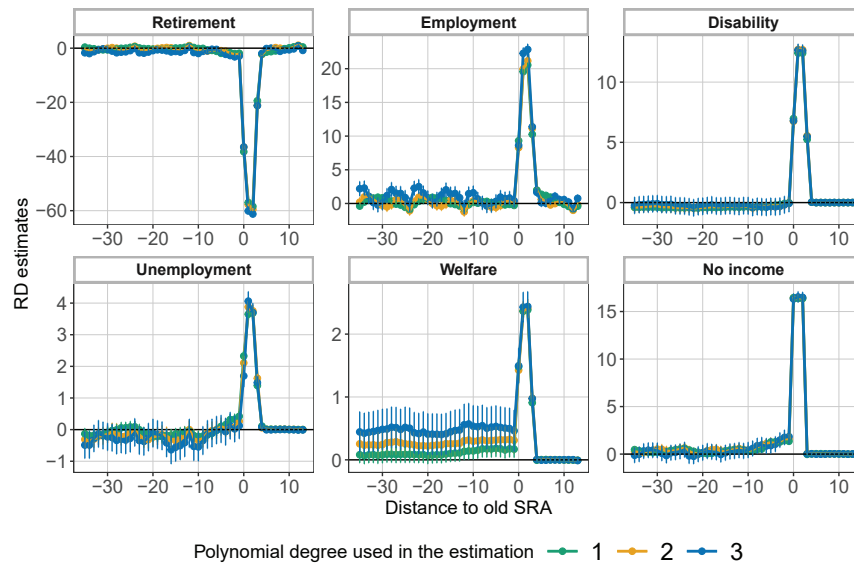 Retirement Employment Disability
0 −20 −40 −60
−30 −20 −10 0 10
20 15 10 5 0
−30 −20 −10 0 10
10 5 0
−30 −20 −10 0 10
Unemployment Welfare No income
4 3 2 1 0 −1
−30 −20 −10 0 10
2 1 0
−30 −20 −10 0 10
15 10 5 0
−30 −20 −10 0 10
RD estimates
Distance to old SRA
Polynomial degree used in the estimation 1 2 3